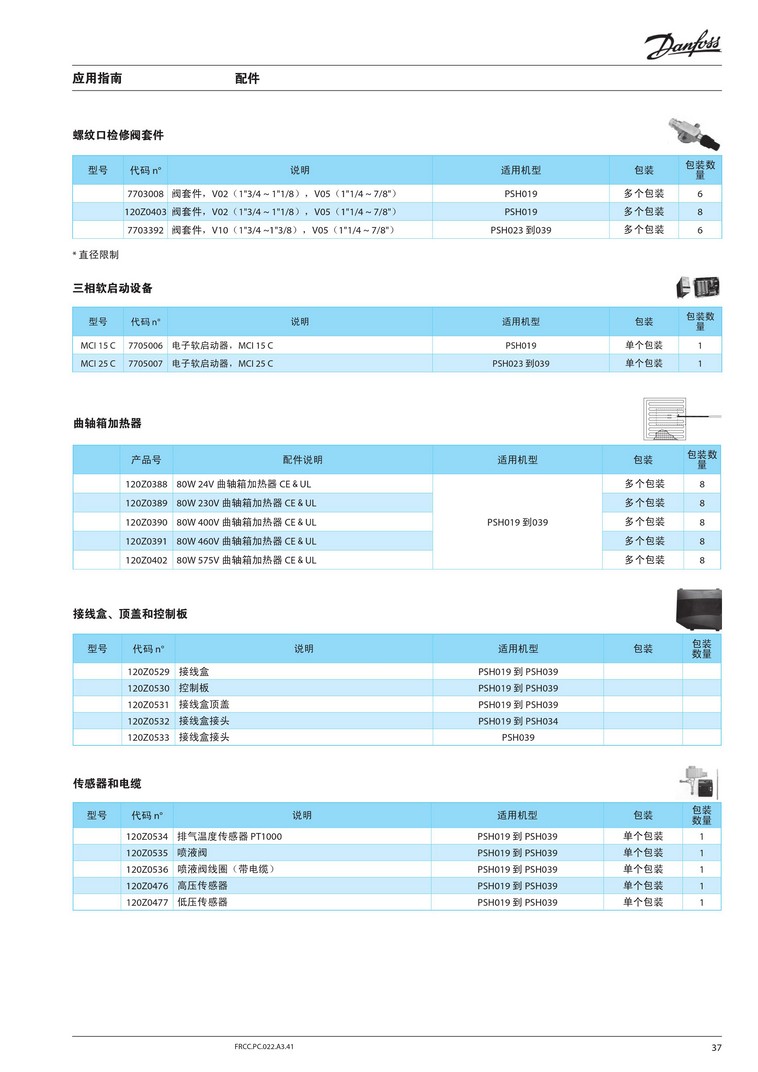 Danfoss
应用指南 配件
螺纹口检修阀套件
型号 代码 n° 说明 适用机型 包装 包装数量
7703008 阀套件，V02（1"3/4 ~ 1"1/8），V05（1"1/4 ~ 7/8"） PSH019 多个包装 6
120Z0403 阀套件，V02（1"3/4 ~ 1"1/8），V05（1"1/4 ~ 7/8"） PSH019 多个包装 8
7703392 阀套件，V10（1"3/4 ~1"3/8），V05（1"1/4 ~ 7/8"） PSH023 到039 多个包装 6
* 直径限制
三相软启动设备
型号 代码 n° 说明 适用机型 包装 包装数量
MCI 15 C 7705006 电子软启动器，MCI 15 C PSH019 单个包装 1
MCI 25 C 7705007 电子软启动器，MCI 25 C PSH023 到039 单个包装 1
曲轴箱加热器
产品号 配件说明 适用机型 包装 包装数量
120Z0388 80W 24V 曲轴箱加热器 CE & UL 多个包装 8
120Z0389 80W 230V 曲轴箱加热器 CE & UL 多个包装 8
120Z0390 80W 400V 曲轴箱加热器 CE & UL PSH019 到039 多个包装 8
120Z0391 80W 460V 曲轴箱加热器 CE & UL 多个包装 8
120Z0402 80W 575V 曲轴箱加热器 CE & UL 多个包装 8
接线盒、顶盖和控制板
型号 代码 n° 说明 适用机型 包装 包装数量
120Z0529 接线盒 PSH019 到 PSH039
120Z0530 控制板 PSH019 到 PSH039
120Z0531 接线盒顶盖 PSH019 到 PSH039
120Z0532 接线盒接头 PSH019 到 PSH034
120Z0533 接线盒接头 PSH039
传感器和电缆
型号 代码 n° 说明 适用机型 包装 包装数量
120Z0534 排气温度传感器 PT1000 PSH019 到 PSH039 单个包装 1
120Z0535 喷液阀 PSH019 到 PSH039 单个包装 1
120Z0536 喷液阀线圈（带电缆） PSH019 到 PSH039 单个包装 1
120Z0476 高压传感器 PSH019 到 PSH039 单个包装 1
120Z0477 低压传感器 PSH019 到 PSH039 单个包装 1
FRCC.PC.022.A3.41 37